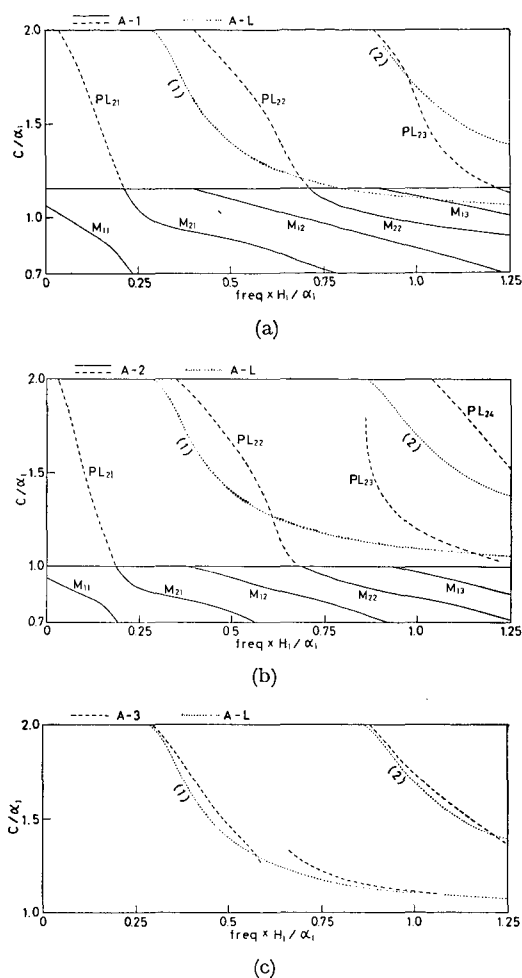 A-1 A-L
2.0
1.5
1.0
0.7
C/α₁
PL₂₁
(1)
PL₂₂
(2)
PL₂₃
M₁₁
M₂₁
M₁₂
M₂₂
M₁₃
0 0.25 0.5 0.75 1.0 1.25
freq × H₁/α₁
(a)
A-2 A-L
2.0
1.5
1.0
0.7
C/α₁
PL₂₁
(1)
PL₂₂
PL₂₃
(2)
PL₂₄
M₁₁
M₂₁
M₁₂
M₂₂
M₁₃
0 0.25 0.5 0.75 1.0 1.25
freq × H₁/α₁
(b)
A-3 A-L
2.0
1.5
1.0
C/α₁
(1)
(2)
0 0.25 0.5 0.75 1.0 1.25
freq × H₁/α₁
(c)